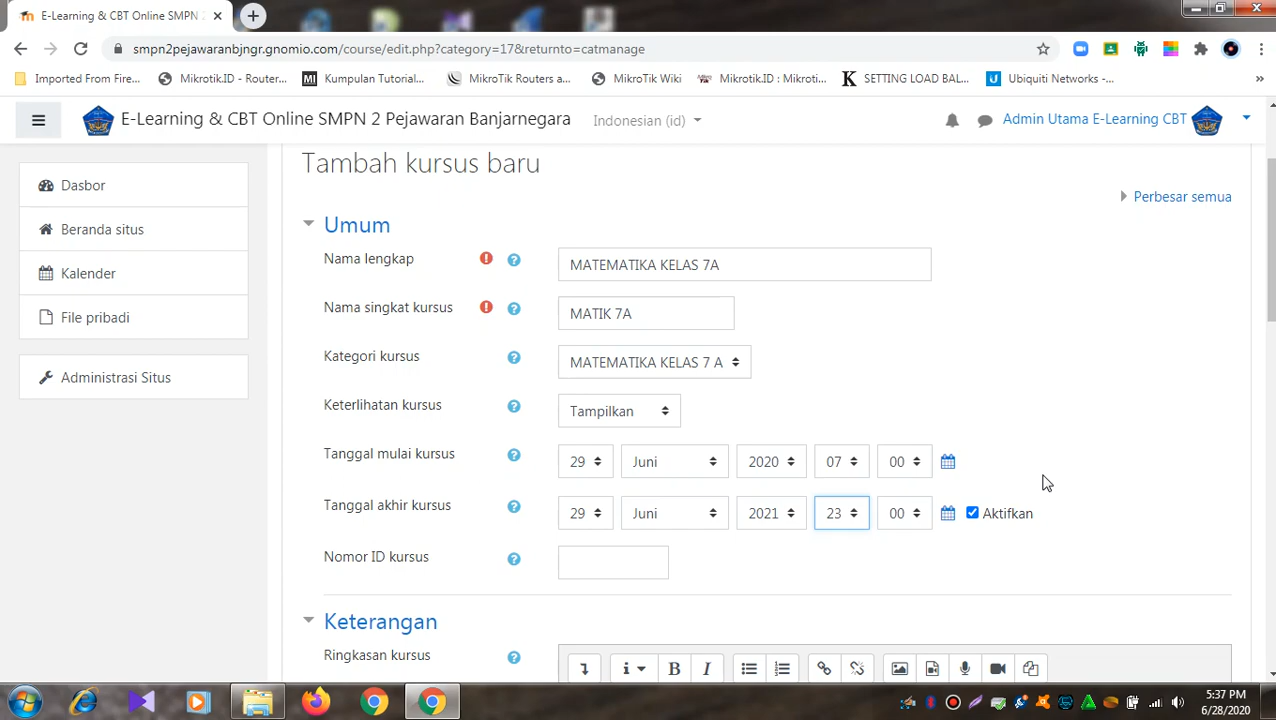 E-Learning & CBT Online SMPN 2
smpn2pejawaranbjngr.gnomio.com/course/edit.php?category=17&returnto=catmanage
Imported From Fire...
Mikrotik.ID - Router...
MI
Kumpulan Tutorial...
MikroTik Routers a...
MikroTik Wiki
Mikrotik.ID : Mikroti...
K
SETTING LOAD BAL...
U
Ubiquiti Networks -...
»
E-Learning & CBT Online SMPN 2 Pejawaran Banjarnegara
Indonesian (id)
Admin Utama E-Learning CBT
Dasbor
Beranda situs
Kalender
File pribadi
Administrasi Situs
Tambah kursus baru
Perbesar semua
Umum
Nama lengkap
MATEMATIKA KELAS 7A
Nama singkat kursus
MATIK 7A
Kategori kursus
MATEMATIKA KELAS 7 A
Keterlihatan kursus
Tampilkan
Tanggal mulai kursus
29 Juni 2020 07 00
Tanggal akhir kursus
29 Juni 2021 23 00 Aktifkan
Nomor ID kursus
Keterangan
Ringkasan kursus
B I
5:37 PM
6/28/2020